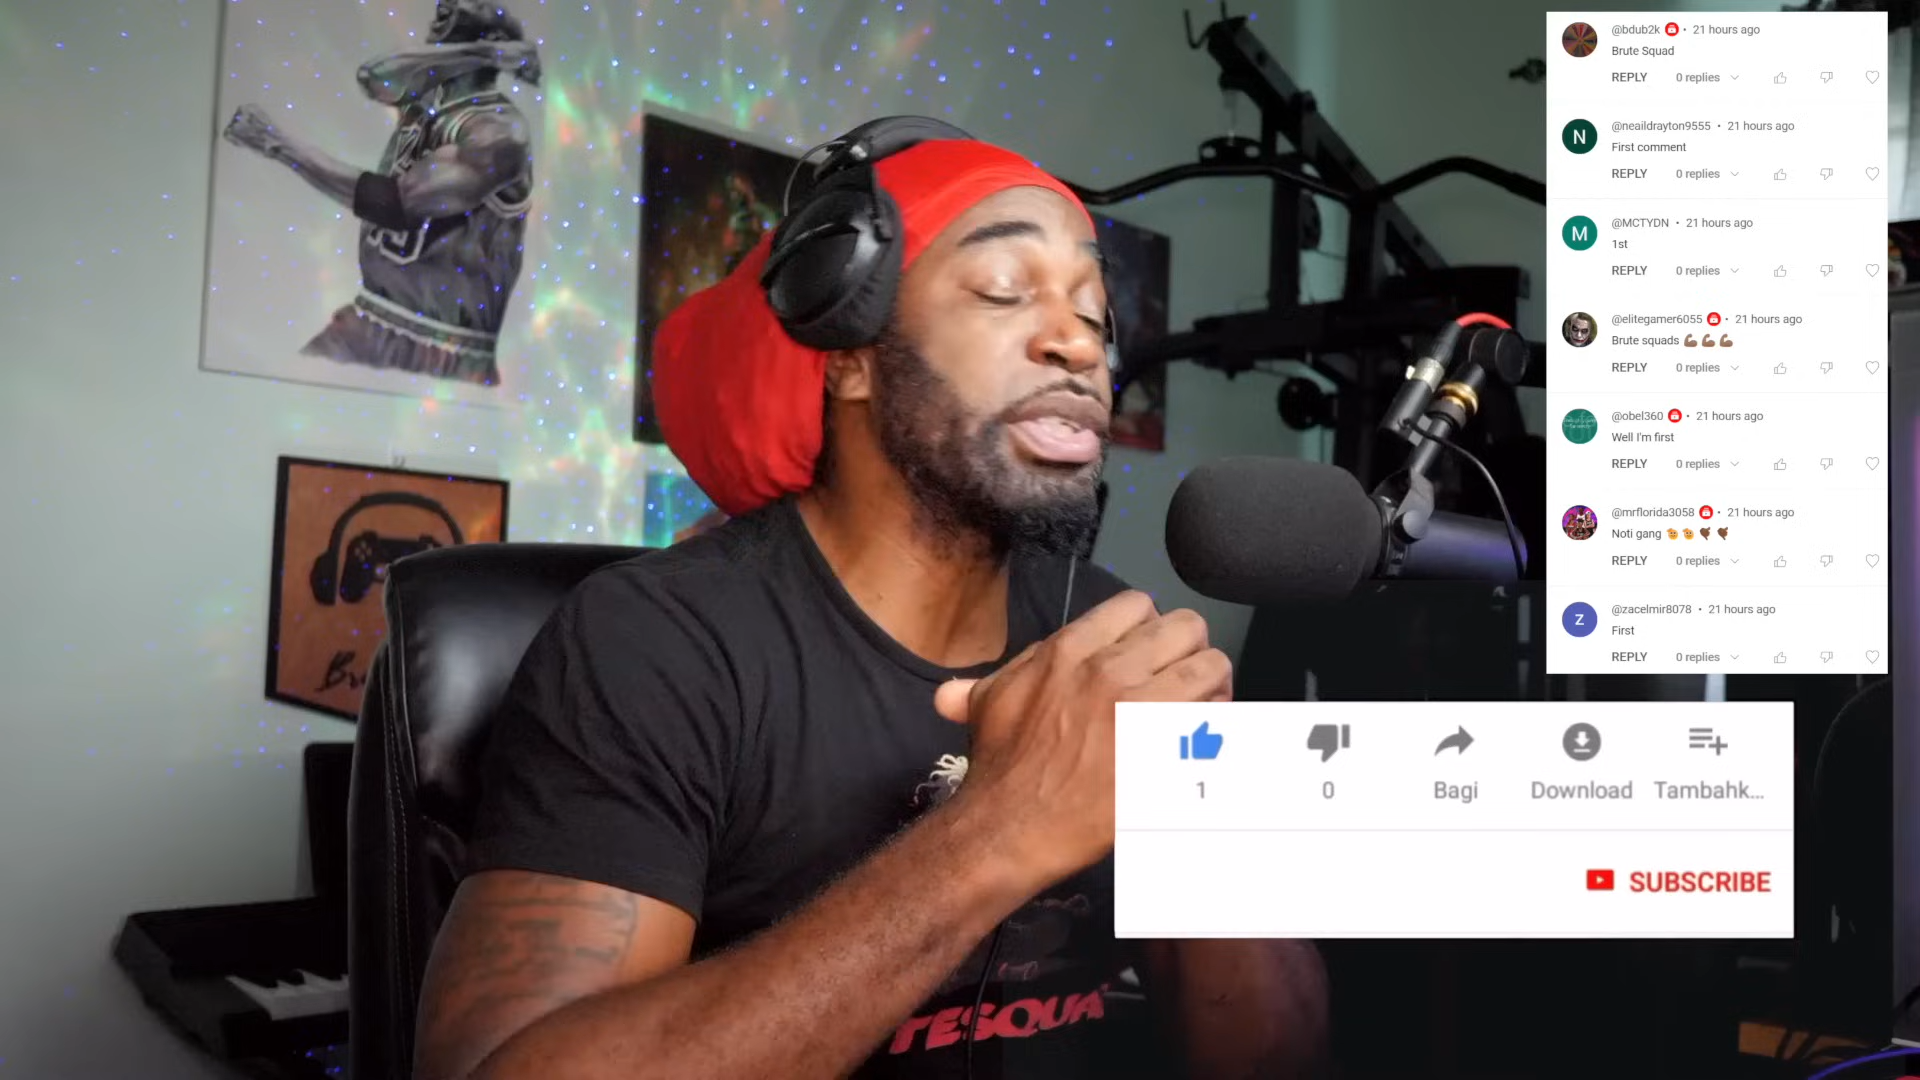 @bdub2k • 21 hours ago
Brute Squad
REPLY 0 replies
@neaildrayton9555 • 21 hours ago
N
First comment
REPLY 0 replies
@MCTYDN • 21 hours ago
M
1st
REPLY 0 replies
@elitegamer6055 • 21 hours ago
Brute squads 💪🏾💪🏾💪🏾
REPLY 0 replies
@obel360 • 21 hours ago
Well I'm first
REPLY 0 replies
@mrflorida3058 • 21 hours ago
Noti gang
REPLY 0 replies
@zacelmir8078 • 21 hours ago
Z
First
REPLY 0 replies
1 0 Bagi Download Tambahk...
SUBSCRIBE
TESQUA